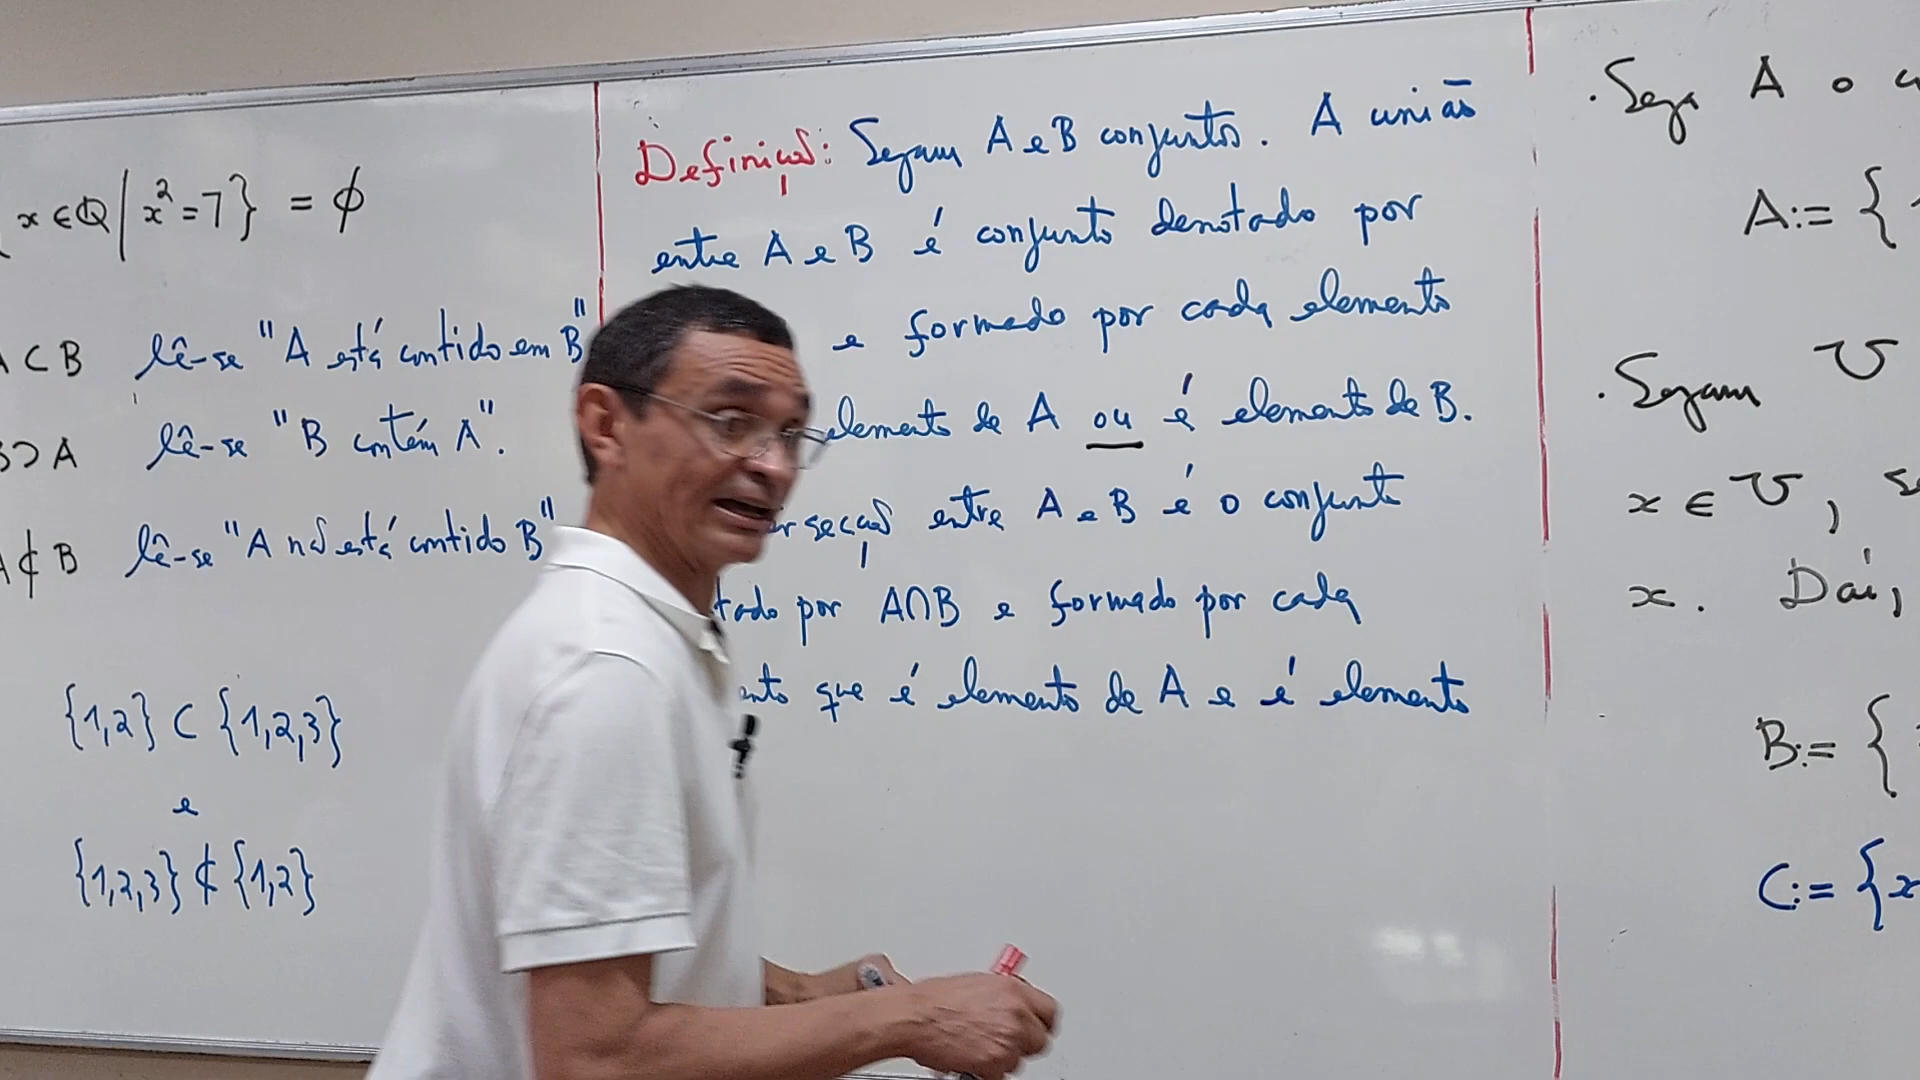 x ∈ ℚ | x² = 7} = ∅
A ⊂ B lê-se "A está contido em B"
⊃ A lê-se "B contém A".
A ⊄ B lê-se "A não está contido B"
{1,2} ⊂ {1,2,3}
e
{1,2,3} ⊄ {1,2}
Definição: Sejam A e B conjuntos. A união
entre A e B é conjunto denotado por
e formado por cada elemento
elemento de A ou é elemento de B.
entre A e B é o conjunto
por A∩B e formado por cada
que é elemento de A e é elemento
. Seja A o
A:= {
. Sejam U
x ∈ U,
x. Daí,
B:= {
C:= {x